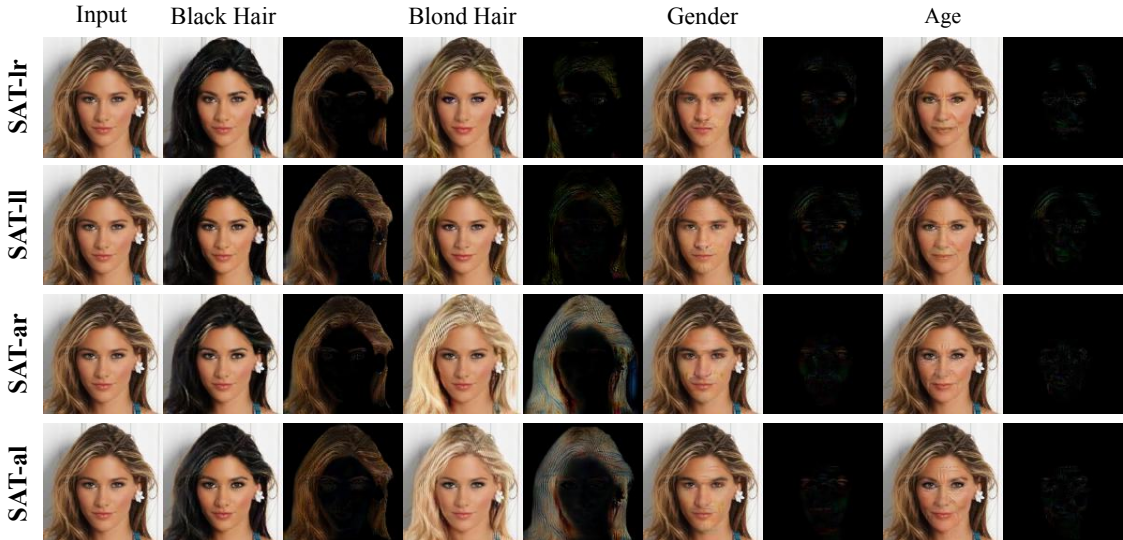 Input Black Hair Blond Hair Gender Age
SAT-lr
SAT-ll
SAT-ar
SAT-al